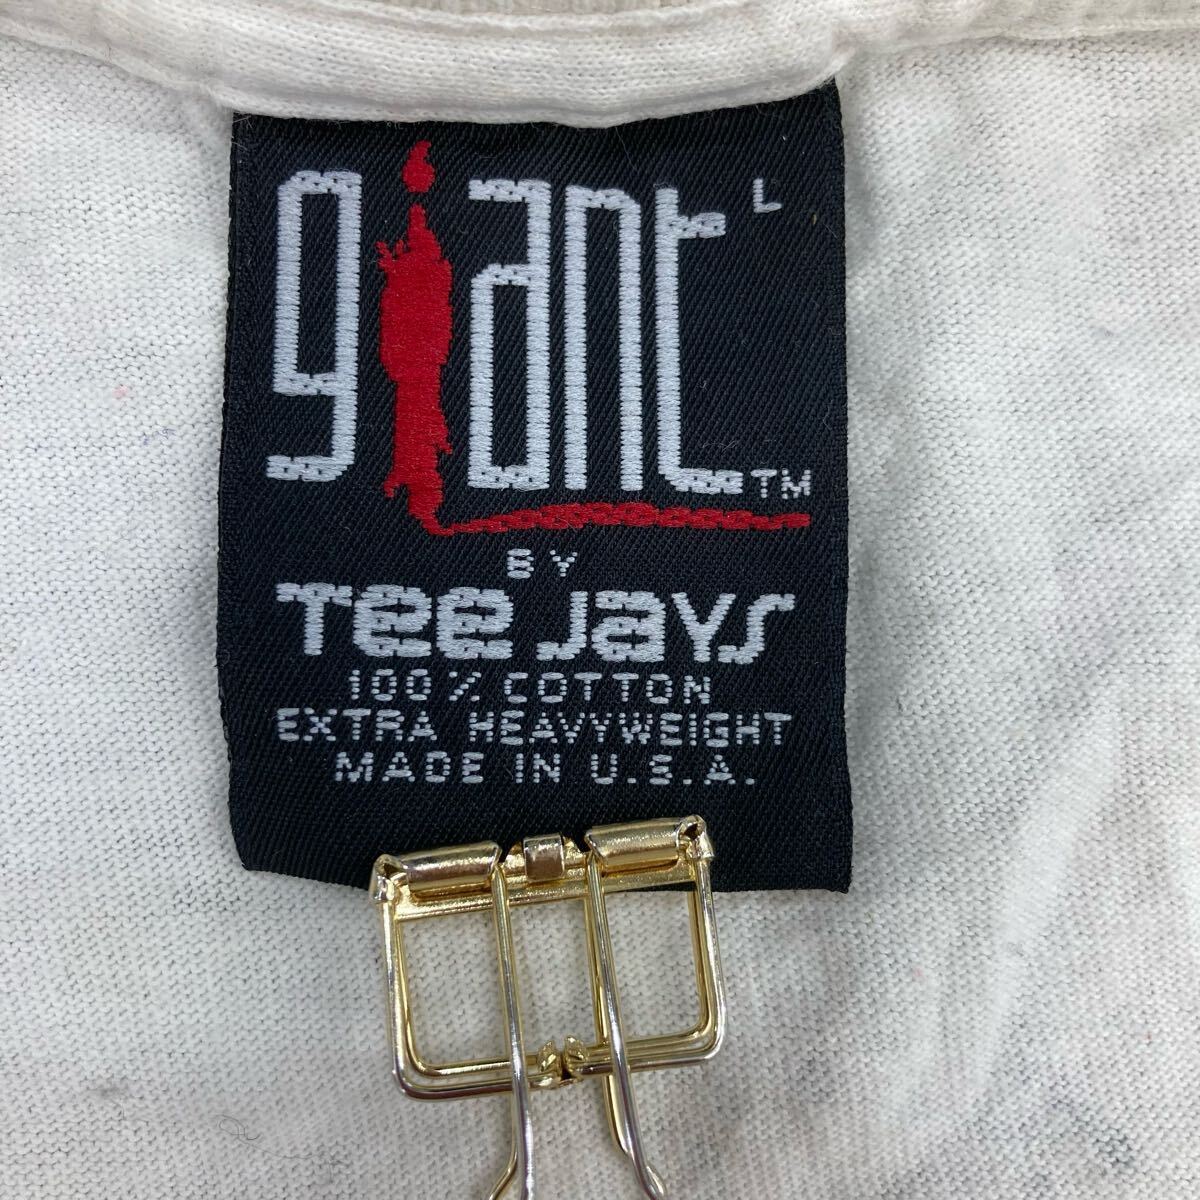 giant L
TM
BY
Tee Jays
100% COTTON
EXTRA HEAVYWEIGHT
MADE IN U.S.A.